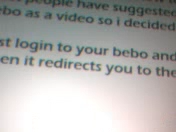 people have suggested
rbo as a video so i decided
st login to your bebo and
en it redirects you to the